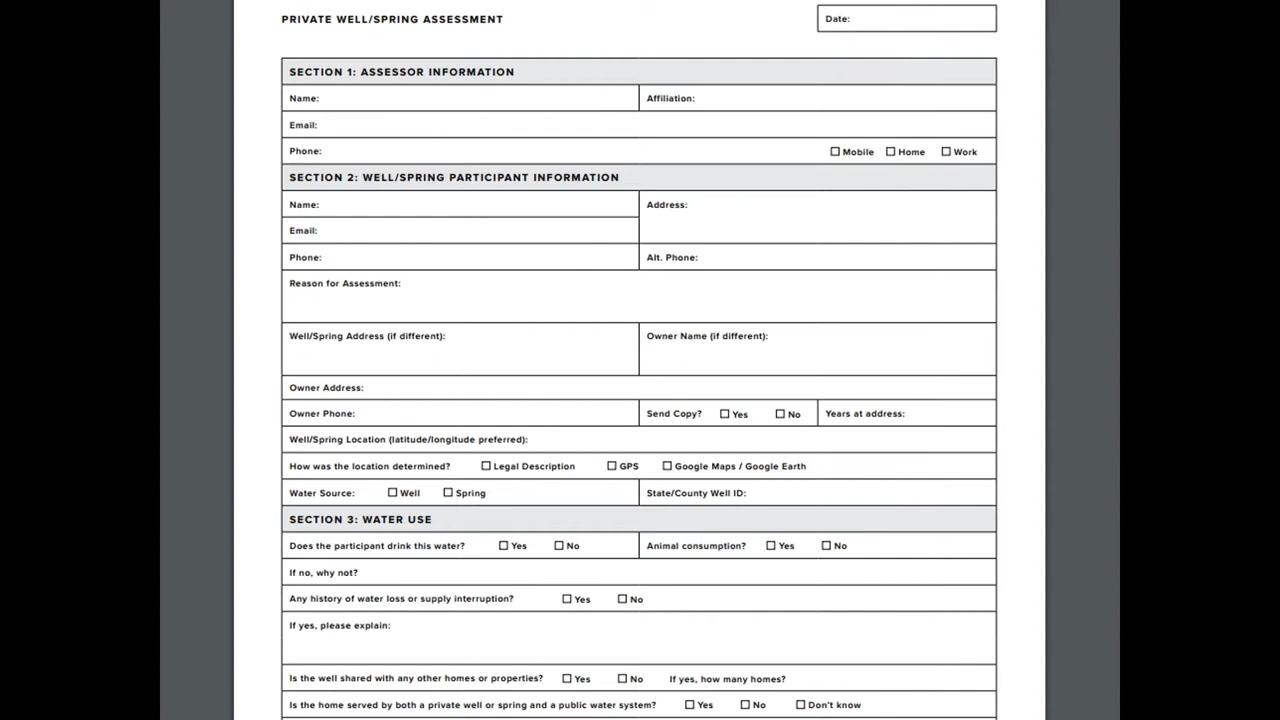 PRIVATE WELL/SPRING ASSESSMENT
Date:
SECTION 1: ASSESSOR INFORMATION
Name:
Affiliation:
Email:
Phone:
Mobile Home Work
SECTION 2: WELL/SPRING PARTICIPANT INFORMATION
Name:
Address:
Email:
Phone:
Alt. Phone:
Reason for Assessment:
Well/Spring Address (if different):
Owner Name (if different):
Owner Address:
Owner Phone:
Send Copy? Yes No
Years at address:
Well/Spring Location (latitude/longitude preferred):
How was the location determined? Legal Description GPS Google Maps / Google Earth
Water Source: Well Spring
State/County Well ID:
SECTION 3: WATER USE
Does the participant drink this water? Yes No
Animal consumption? Yes No
If no, why not?
Any history of water loss or supply interruption? Yes No
If yes, please explain:
Is the well shared with any other homes or properties? Yes No If yes, how many homes?
Is the home served by both a private well or spring and a public water system? Yes No Don't know